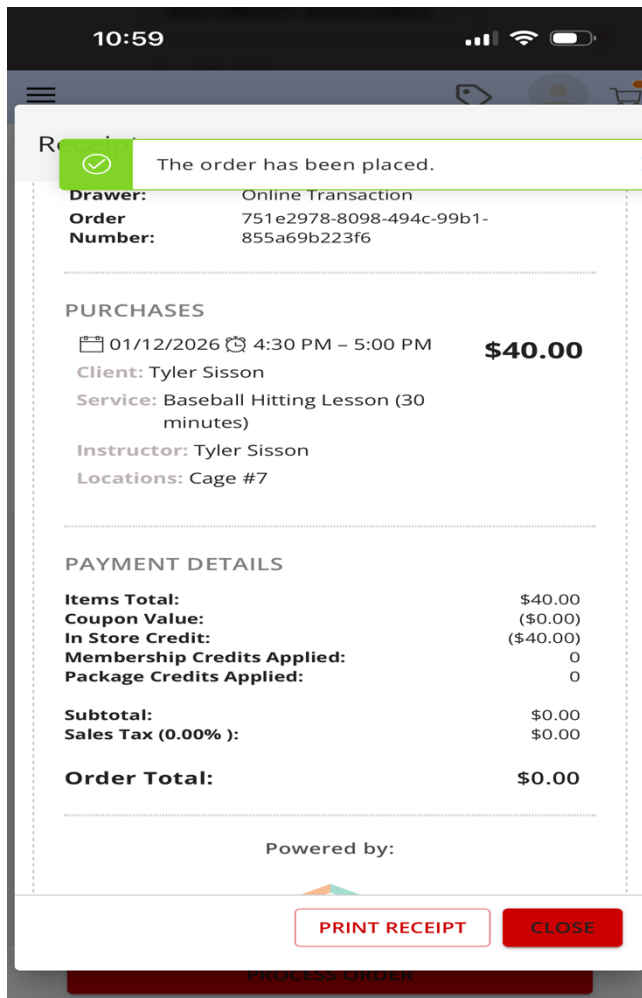 10:59
Receipt
The order has been placed.
Drawer: Online Transaction
Order Number: 751e2978-8098-494c-99b1-855a69b223f6
PURCHASES
01/12/2026 4:30 PM – 5:00 PM $40.00
Client: Tyler Sisson
Service: Baseball Hitting Lesson (30
minutes)
Instructor: Tyler Sisson
Locations: Cage #7
PAYMENT DETAILS
Items Total: $40.00
Coupon Value: ($0.00)
In Store Credit: ($40.00)
Membership Credits Applied: 0
Package Credits Applied: 0
Subtotal: $0.00
Sales Tax (0.00% ): $0.00
Order Total: $0.00
Powered by:
PRINT RECEIPT CLOSE
PROCESS ORDER